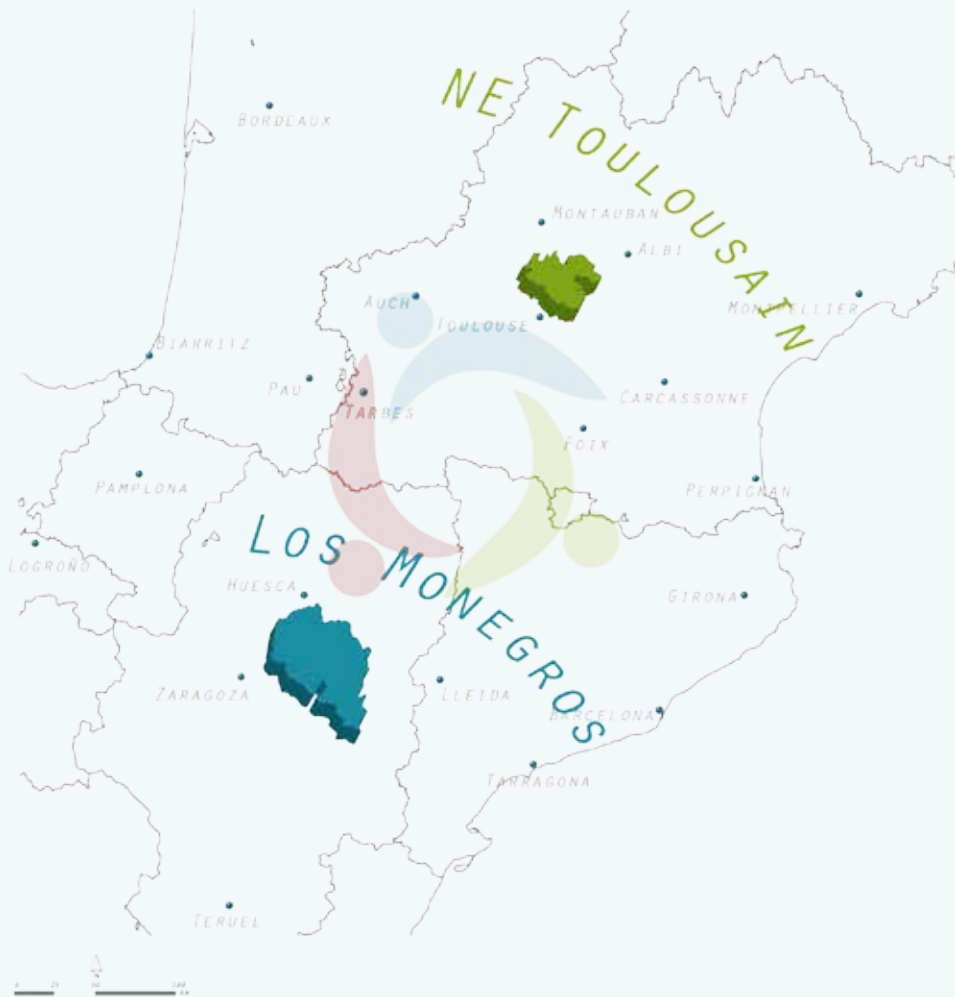 NE TOULOUSAIN
BORDEAUX
MONTAUBAN
ALBI
AUCH
TOULOUSE
MONTPELLIER
BIARRITZ
PAU
TARBES
CARCASSONNE
FOIX
PAMPLONA
PERPIGNAN
LOS MONEGROS
LOGROÑO
HUESCA
GIRONA
ZARAGOZA
LLEIDA
BARCELONA
TARRAGONA
TERUEL